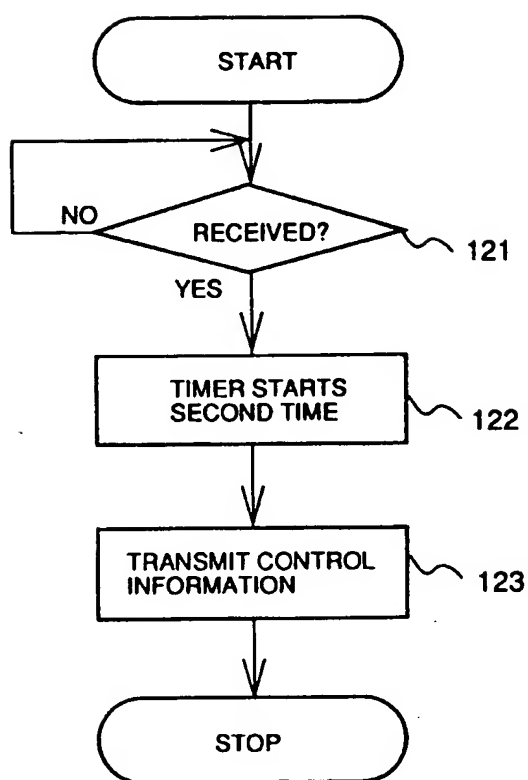 START
NO
RECEIVED?
121
YES
TIMER STARTS
SECOND TIME
122
TRANSMIT CONTROL
INFORMATION
123
STOP